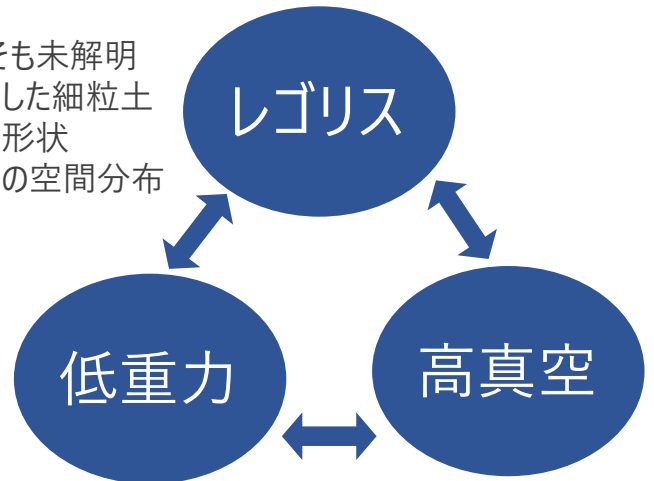 も未解明
した細粒土
形状
の空間分布
レゴリス
低重力
高真空